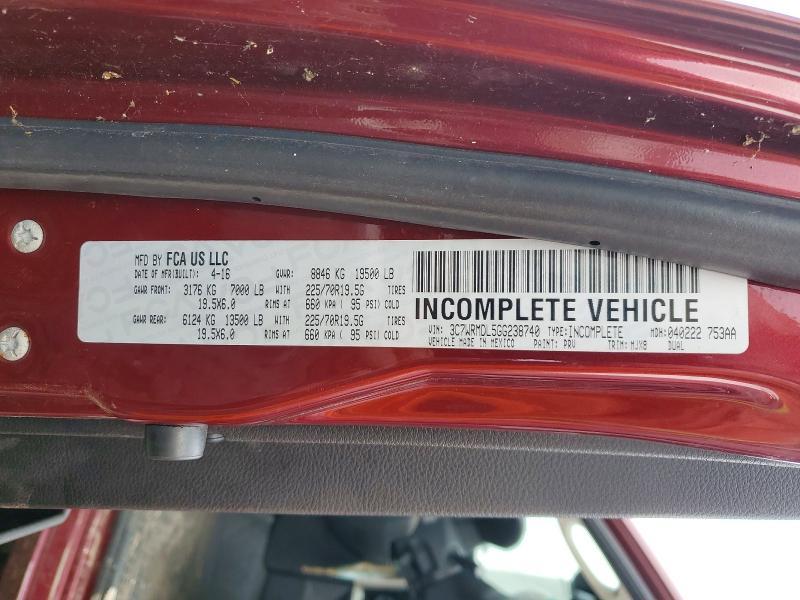 MFD BY FCA US LLC
DATE OF MFR(BUILT): 4-16 GVWR: 8846 KG 19500 LB
GAWR FRONT: 3176 KG 7000 LB WITH 225/70R19.5G TIRES
19.5X6.0 RIMS AT 660 KPA ( 95 PSI) COLD
GAWR REAR: 6124 KG 13500 LB WITH 225/70R19.5G TIRES
19.5X6.0 RIMS AT 660 KPA ( 95 PSI) COLD
INCOMPLETE VEHICLE
VIN: 3C7WRMDL5GG238740 TYPE:INCOMPLETE MDH:040222 753AA
VEHICLE MADE IN MEXICO PAINT: PRV TRIM:MJX8 DUAL